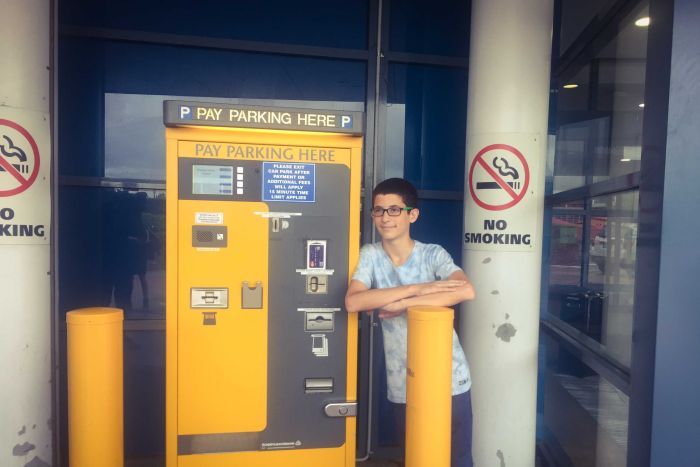 P PAY PARKING HERE P
PAY PARKING HERE
PLEASE EXIT
CAR PARK AFTER
PAYMENT OR
ADDITIONAL FEES
WILL APPLY
15 MINUTE TIME
LIMIT APPLIES
NO
SMOKING
NO
SMOKING